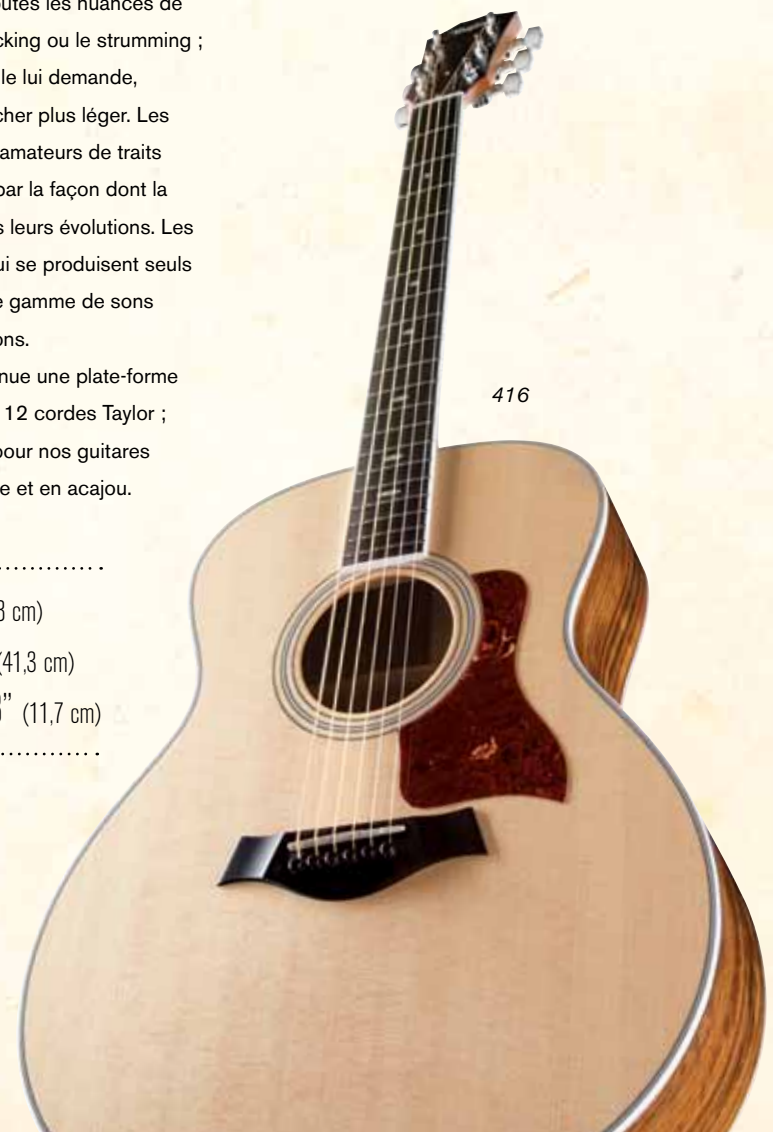 outes les nuances de
cking ou le strumming ;
le lui demande,
cher plus léger. Les
amateurs de traits
par la façon dont la
s leurs évolutions. Les
ui se produisent seuls
e gamme de sons
ons.
nue une plate-forme
12 cordes Taylor ;
pour nos guitares
e et en acajou.
cm)
(41,3 cm)
(11,7 cm)
416